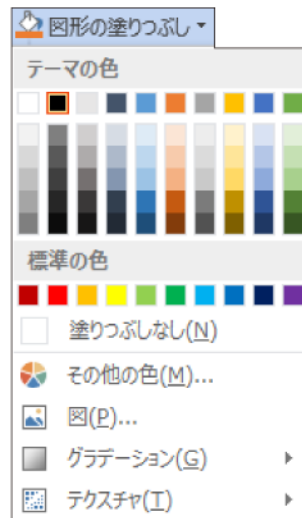 図形の塗りつぶし
テーマの色
標準の色
塗りつぶしなし(N)
その他の色(M)...
図(P)...
グラデーション(G)
テクスチャ(T)